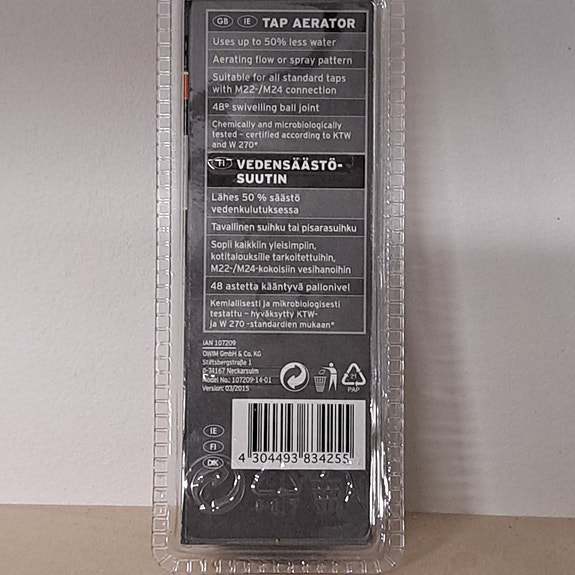 GB IE TAP AERATOR
Uses up to 50% less water
Aerating flow or spray pattern
Suitable for all standard taps
with M22-/M24 connection
48° swivelling ball joint
Chemically and microbiologically
tested – certified according to KTW
and W 270*
FI VEDENSÄÄSTÖ-
SUUTIN
Lähes 50 % säästö
vedenkulutuksessa
Tavallinen suihku tai pisarasuihku
Sopii kaikkiin yleisimpiin,
kotitalouksille tarkoitettuihin,
M22-/M24-kokoisiin vesihanoihin
48 astetta kääntyvä pallonivel
Kemiallisesti ja mikrobiologisesti
testattu – hyväksytty KTW-
ja W 270 -standardien mukaan*
IAN 107209
OWIM GmbH & Co. KG
Stiftsbergstraße 1
D-74167 Neckarsulm
Model No.: 107209-14-01
Version: 03/2015
21
PAP
IE
FI
DK
4 304493 834255